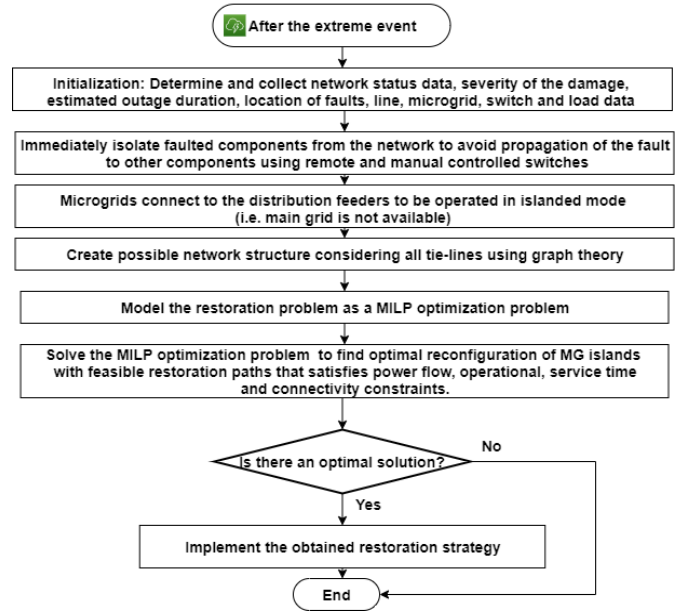 After the extreme event
Initialization: Determine and collect network status data, severity of the damage,
estimated outage duration, location of faults, line, microgrid, switch and load data
Immediately isolate faulted components from the network to avoid propagation of the fault
to other components using remote and manual controlled switches
Microgrids connect to the distribution feeders to be operated in islanded mode
(i.e. main grid is not available)
Create possible network structure considering all tie-lines using graph theory
Model the restoration problem as a MILP optimization problem
Solve the MILP optimization problem to find optimal reconfiguration of MG islands
with feasible restoration paths that satisfies power flow, operational, service time
and connectivity constraints.
Is there an optimal solution?
No
Yes
Implement the obtained restoration strategy
End